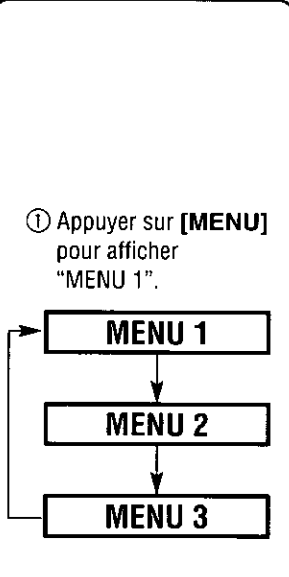 ① Appuyer sur [MENU]
pour afficher
“MENU 1”.
MENU 1
MENU 2
MENU 3